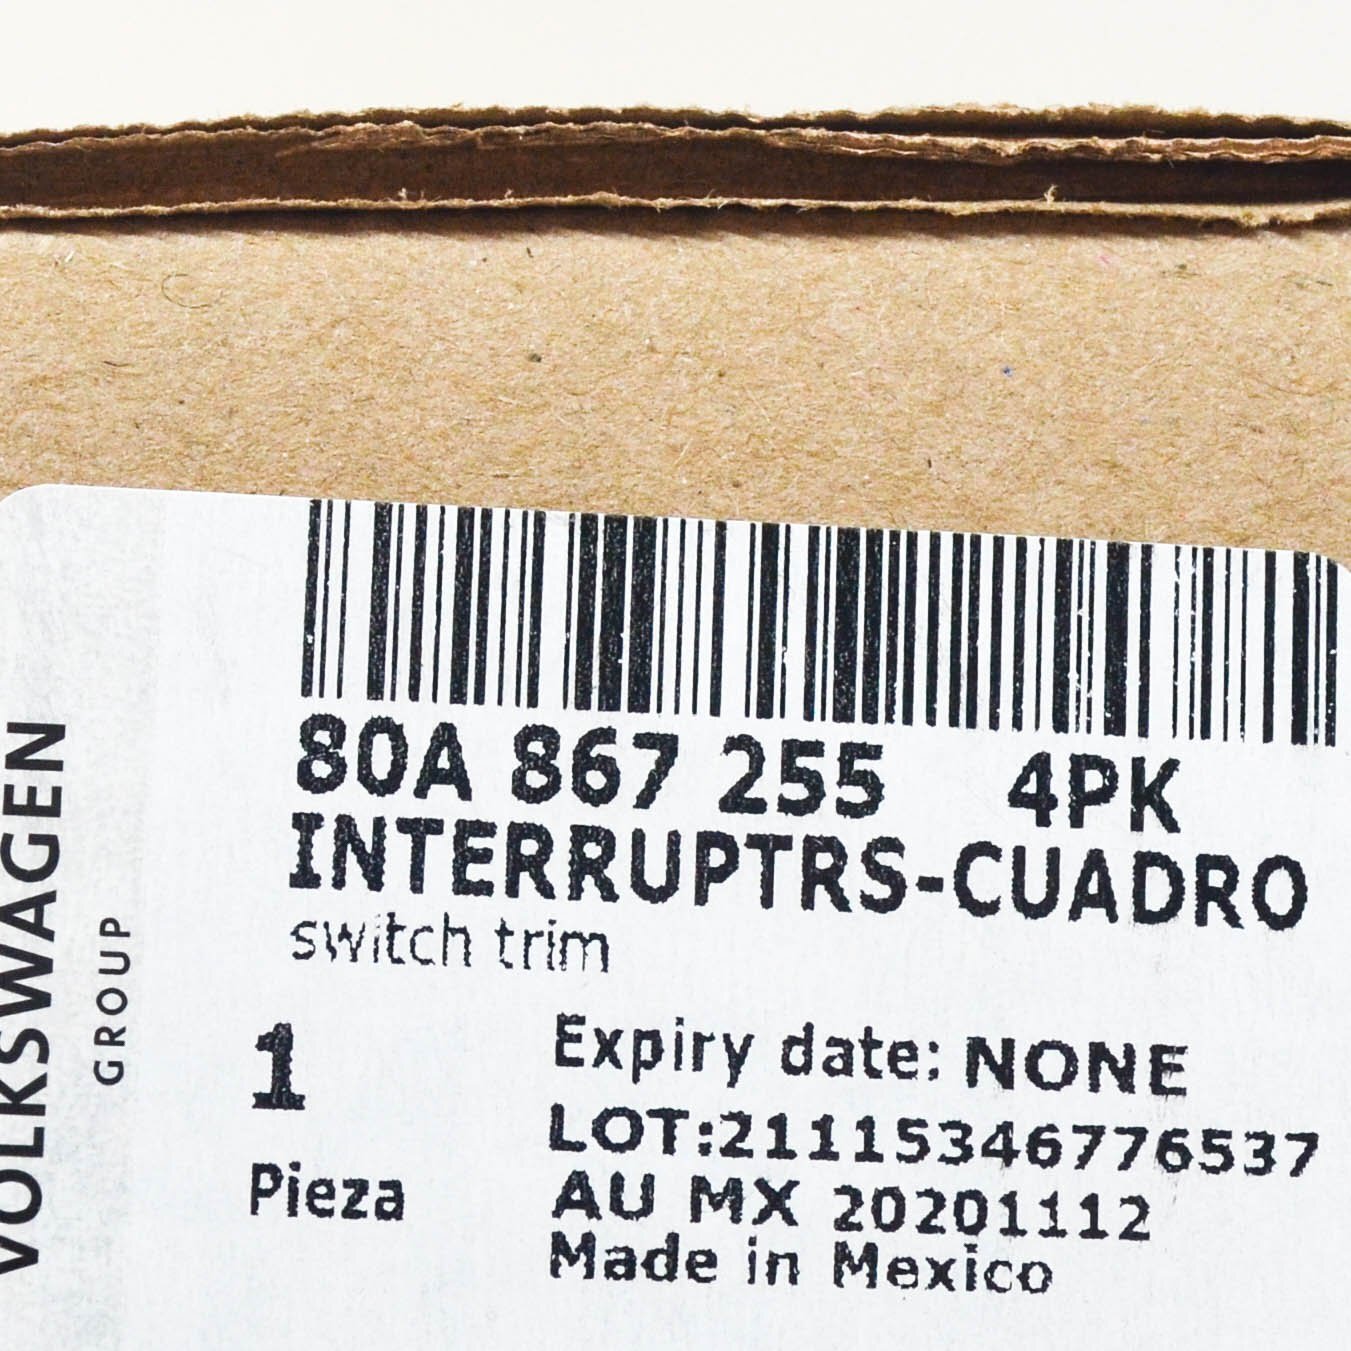 80A 867 255 4PK
INTERRUPTRS-CUADRO
switch trim
1
Pieza
Expiry date: NONE
LOT:21115346776537
AU MX 20201112
Made in Mexico
VOLKSWAGEN
GROUP